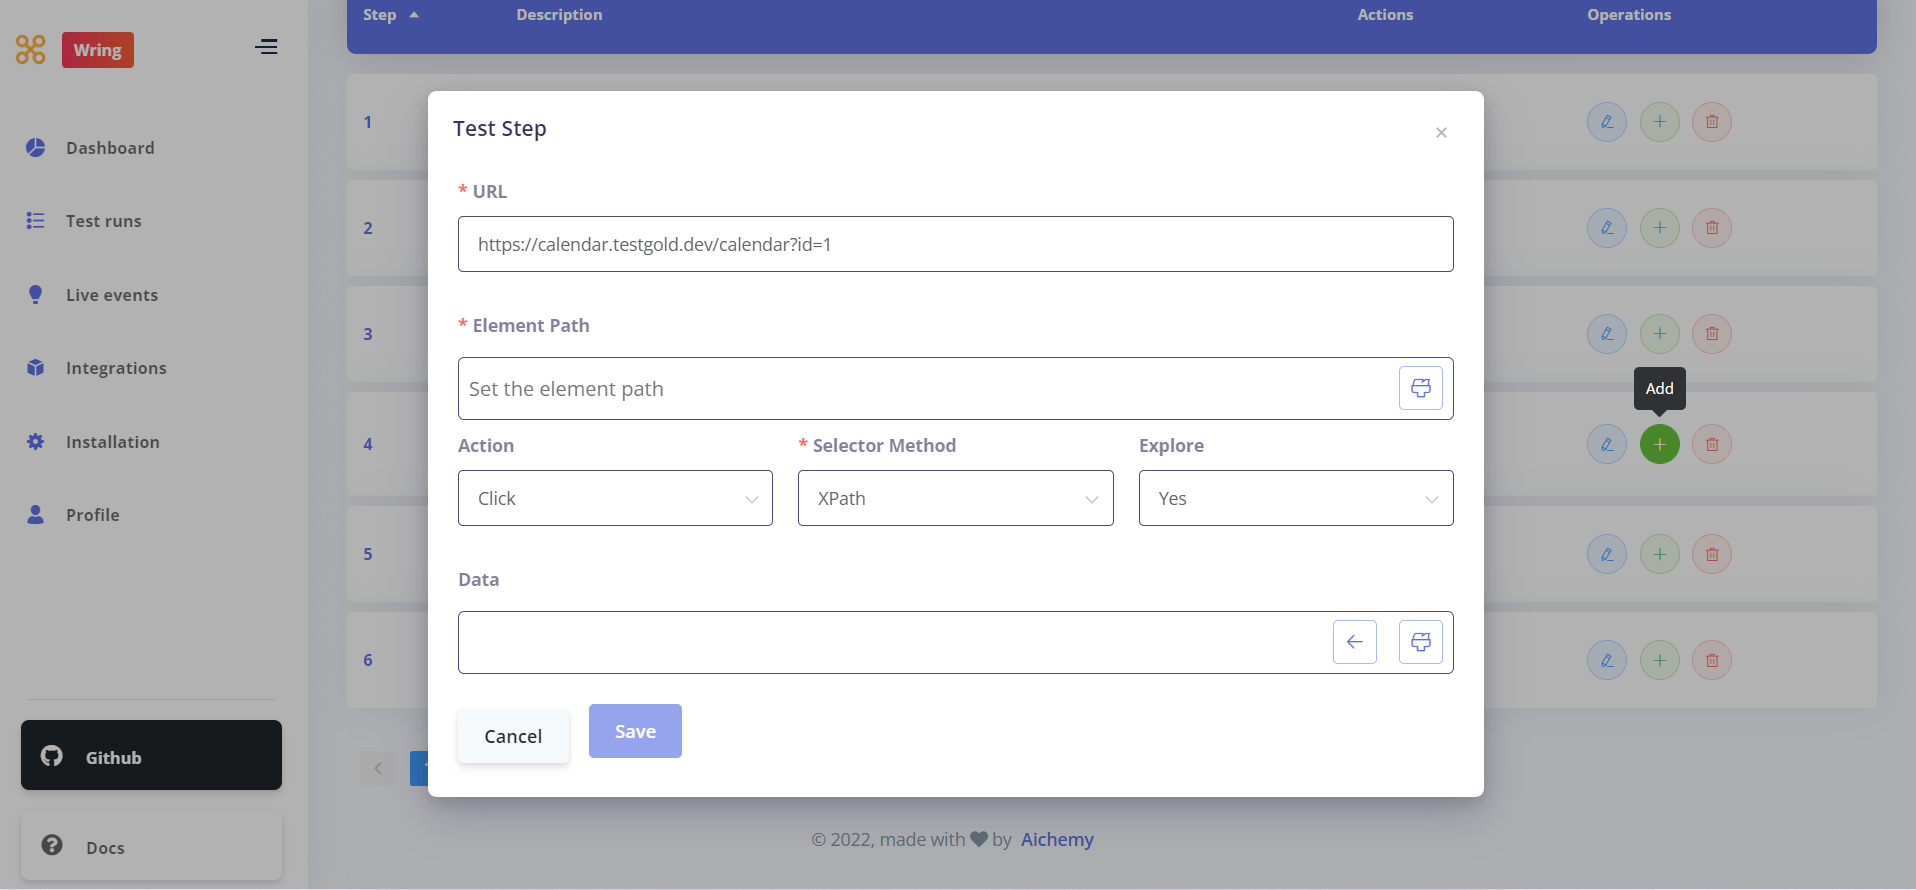 Step
Description
Actions
Operations
Wring
Dashboard
Test runs
Live events
Integrations
Installation
Profile
Github
Docs
1
2
3
4
5
6
Add
Test Step
* URL
https://calendar.testgold.dev/calendar?id=1
* Element Path
Set the element path
Action
* Selector Method
Explore
Click
XPath
Yes
Data
Cancel
Save
© 2022, made with by Aichemy